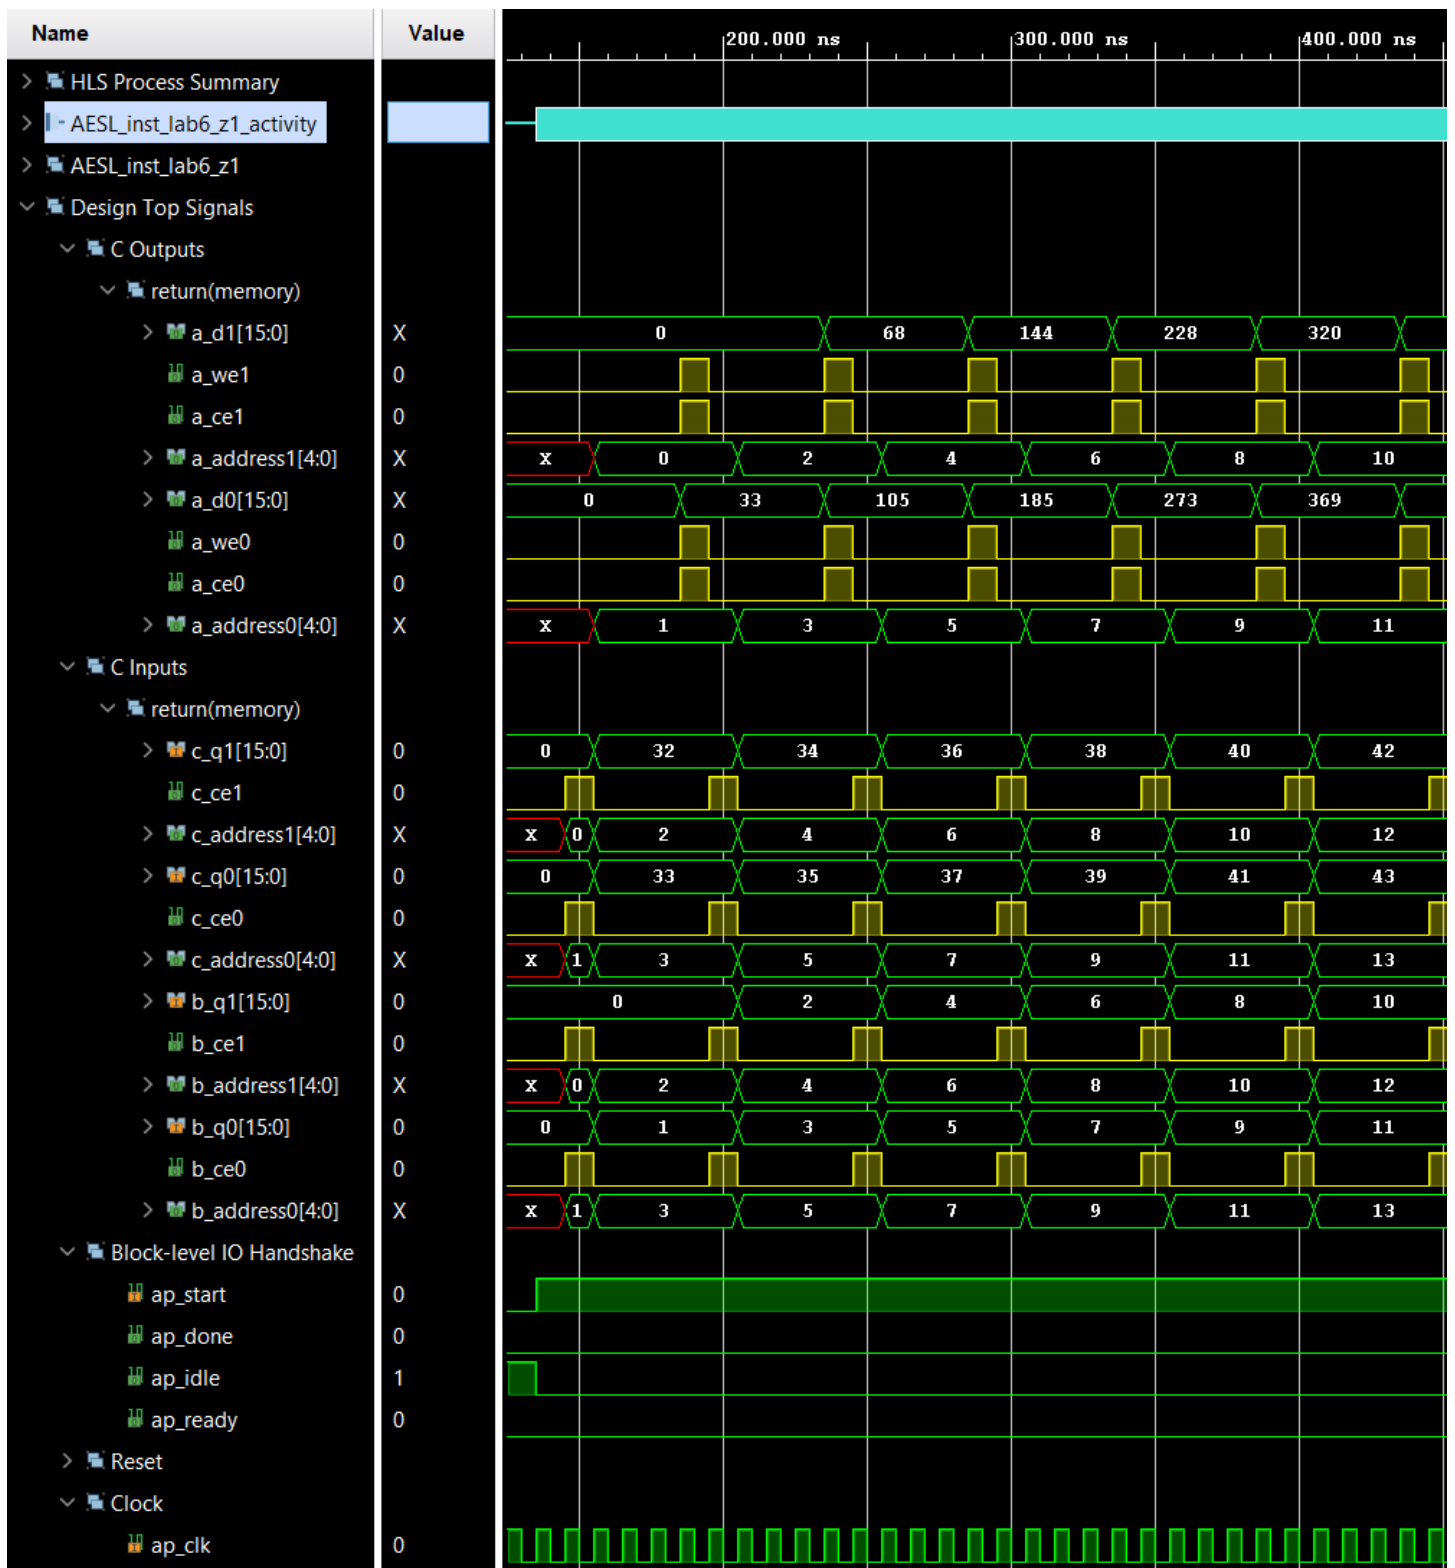 Name Value 200.000 ns 300.000 ns 400.000 ns
HLS Process Summary
AESL_inst_lab6_z1_activity
AESL_inst_lab6_z1
Design Top Signals
C Outputs
return(memory)
a_d1[15:0] X 0 68 144 228 320
a_we1 0
a_ce1 0
a_address1[4:0] X X 0 2 4 6 8 10
a_d0[15:0] X 0 33 105 185 273 369
a_we0 0
a_ce0 0
a_address0[4:0] X X 1 3 5 7 9 11
C Inputs
return(memory)
c_q1[15:0] 0 0 32 34 36 38 40 42
c_ce1 0
c_address1[4:0] X X 0 2 4 6 8 10 12
c_q0[15:0] 0 0 33 35 37 39 41 43
c_ce0 0
c_address0[4:0] X X 1 3 5 7 9 11 13
b_q1[15:0] 0 0 2 4 6 8 10
b_ce1 0
b_address1[4:0] X X 0 2 4 6 8 10 12
b_q0[15:0] 0 0 1 3 5 7 9 11
b_ce0 0
b_address0[4:0] X X 1 3 5 7 9 11 13
Block-level IO Handshake
ap_start 0
ap_done 0
ap_idle 1
ap_ready 0
Reset
Clock
ap_clk 0